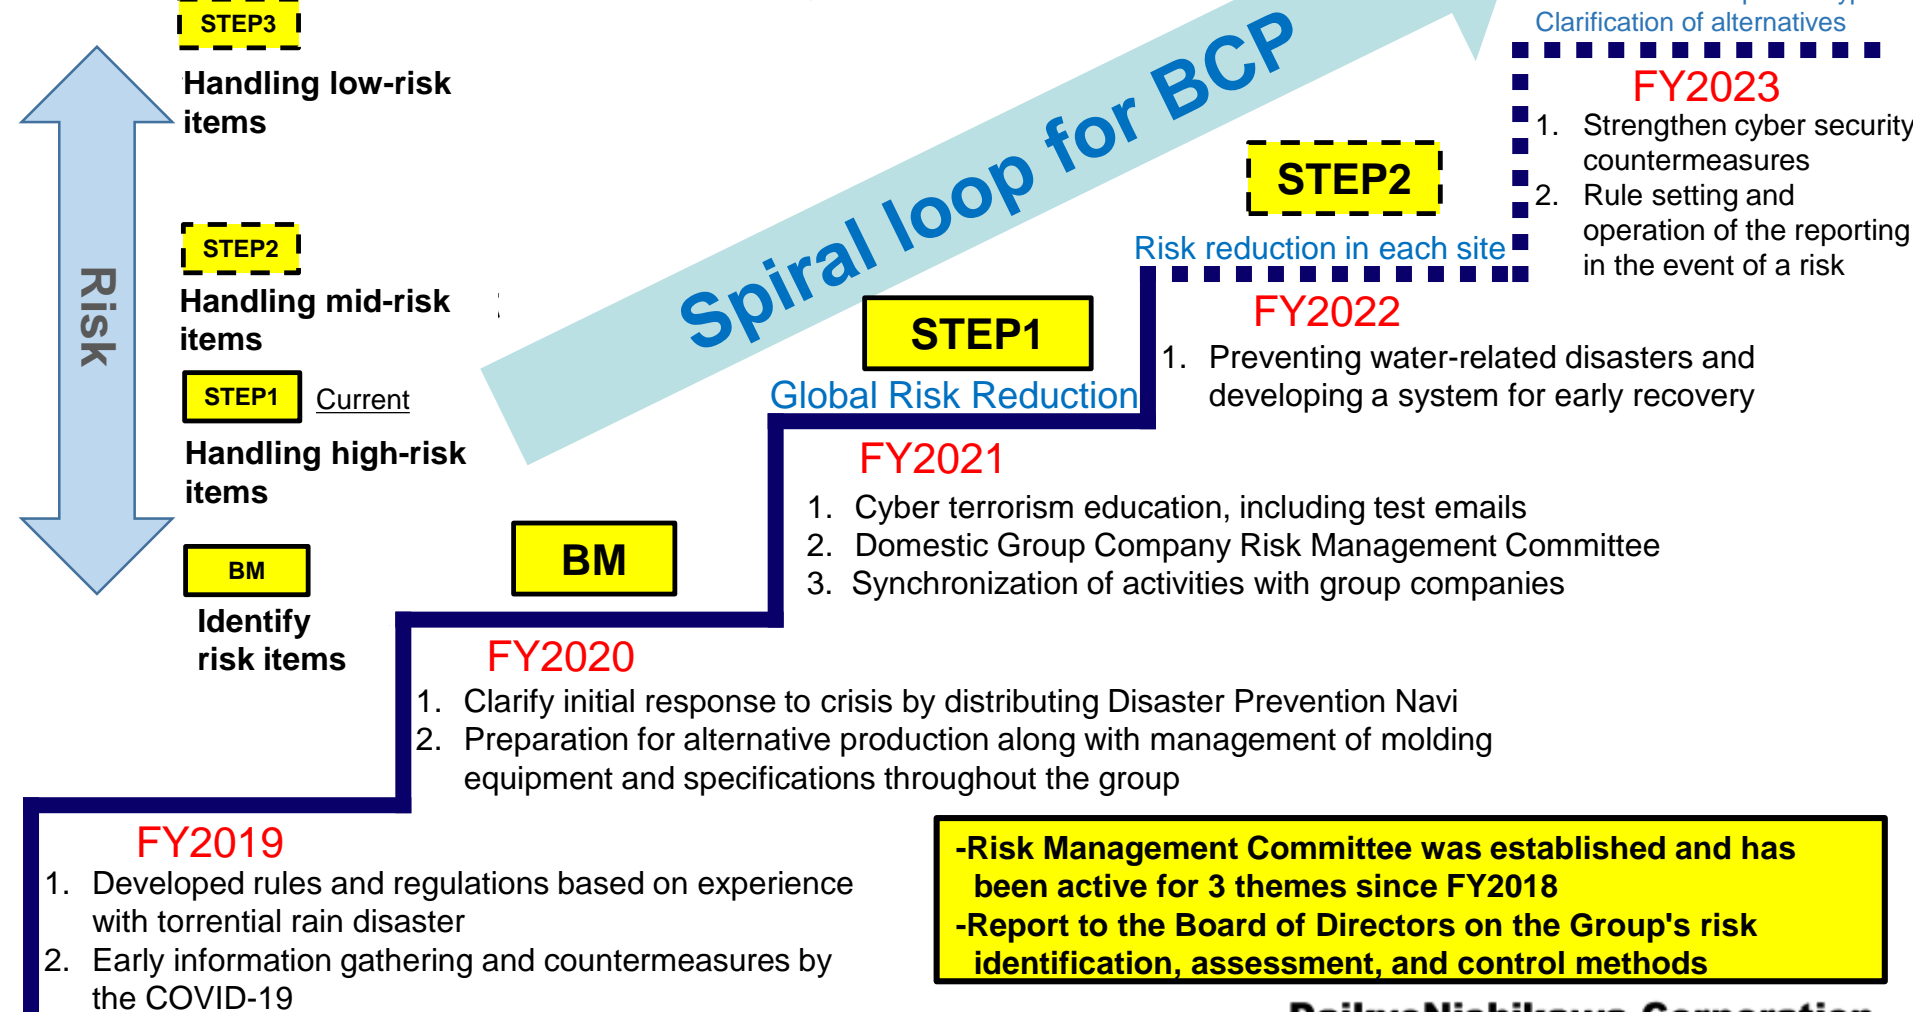 STEP3
Handling low-risk
items
STEP2
Handling mid-risk
items
STEP1 Current
Handling high-risk
items
BM
Identify
risk items
Risk
Spiral loop for BCP
BM
STEP1
Global Risk Reduction
STEP2
Risk reduction in each site
Clarification of alternatives
FY2023
1. Strengthen cyber security
countermeasures
2. Rule setting and
operation of the reporting
in the event of a risk
FY2022
1. Preventing water-related disasters and
developing a system for early recovery
FY2021
1. Cyber terrorism education, including test emails
2. Domestic Group Company Risk Management Committee
3. Synchronization of activities with group companies
FY2020
1. Clarify initial response to crisis by distributing Disaster Prevention Navi
2. Preparation for alternative production along with management of molding
equipment and specifications throughout the group
FY2019
1. Developed rules and regulations based on experience
with torrential rain disaster
2. Early information gathering and countermeasures by
the COVID-19
-Risk Management Committee was established and has
been active for 3 themes since FY2018
-Report to the Board of Directors on the Group's risk
identification, assessment, and control methods
DaikyoNishikawa Corporation